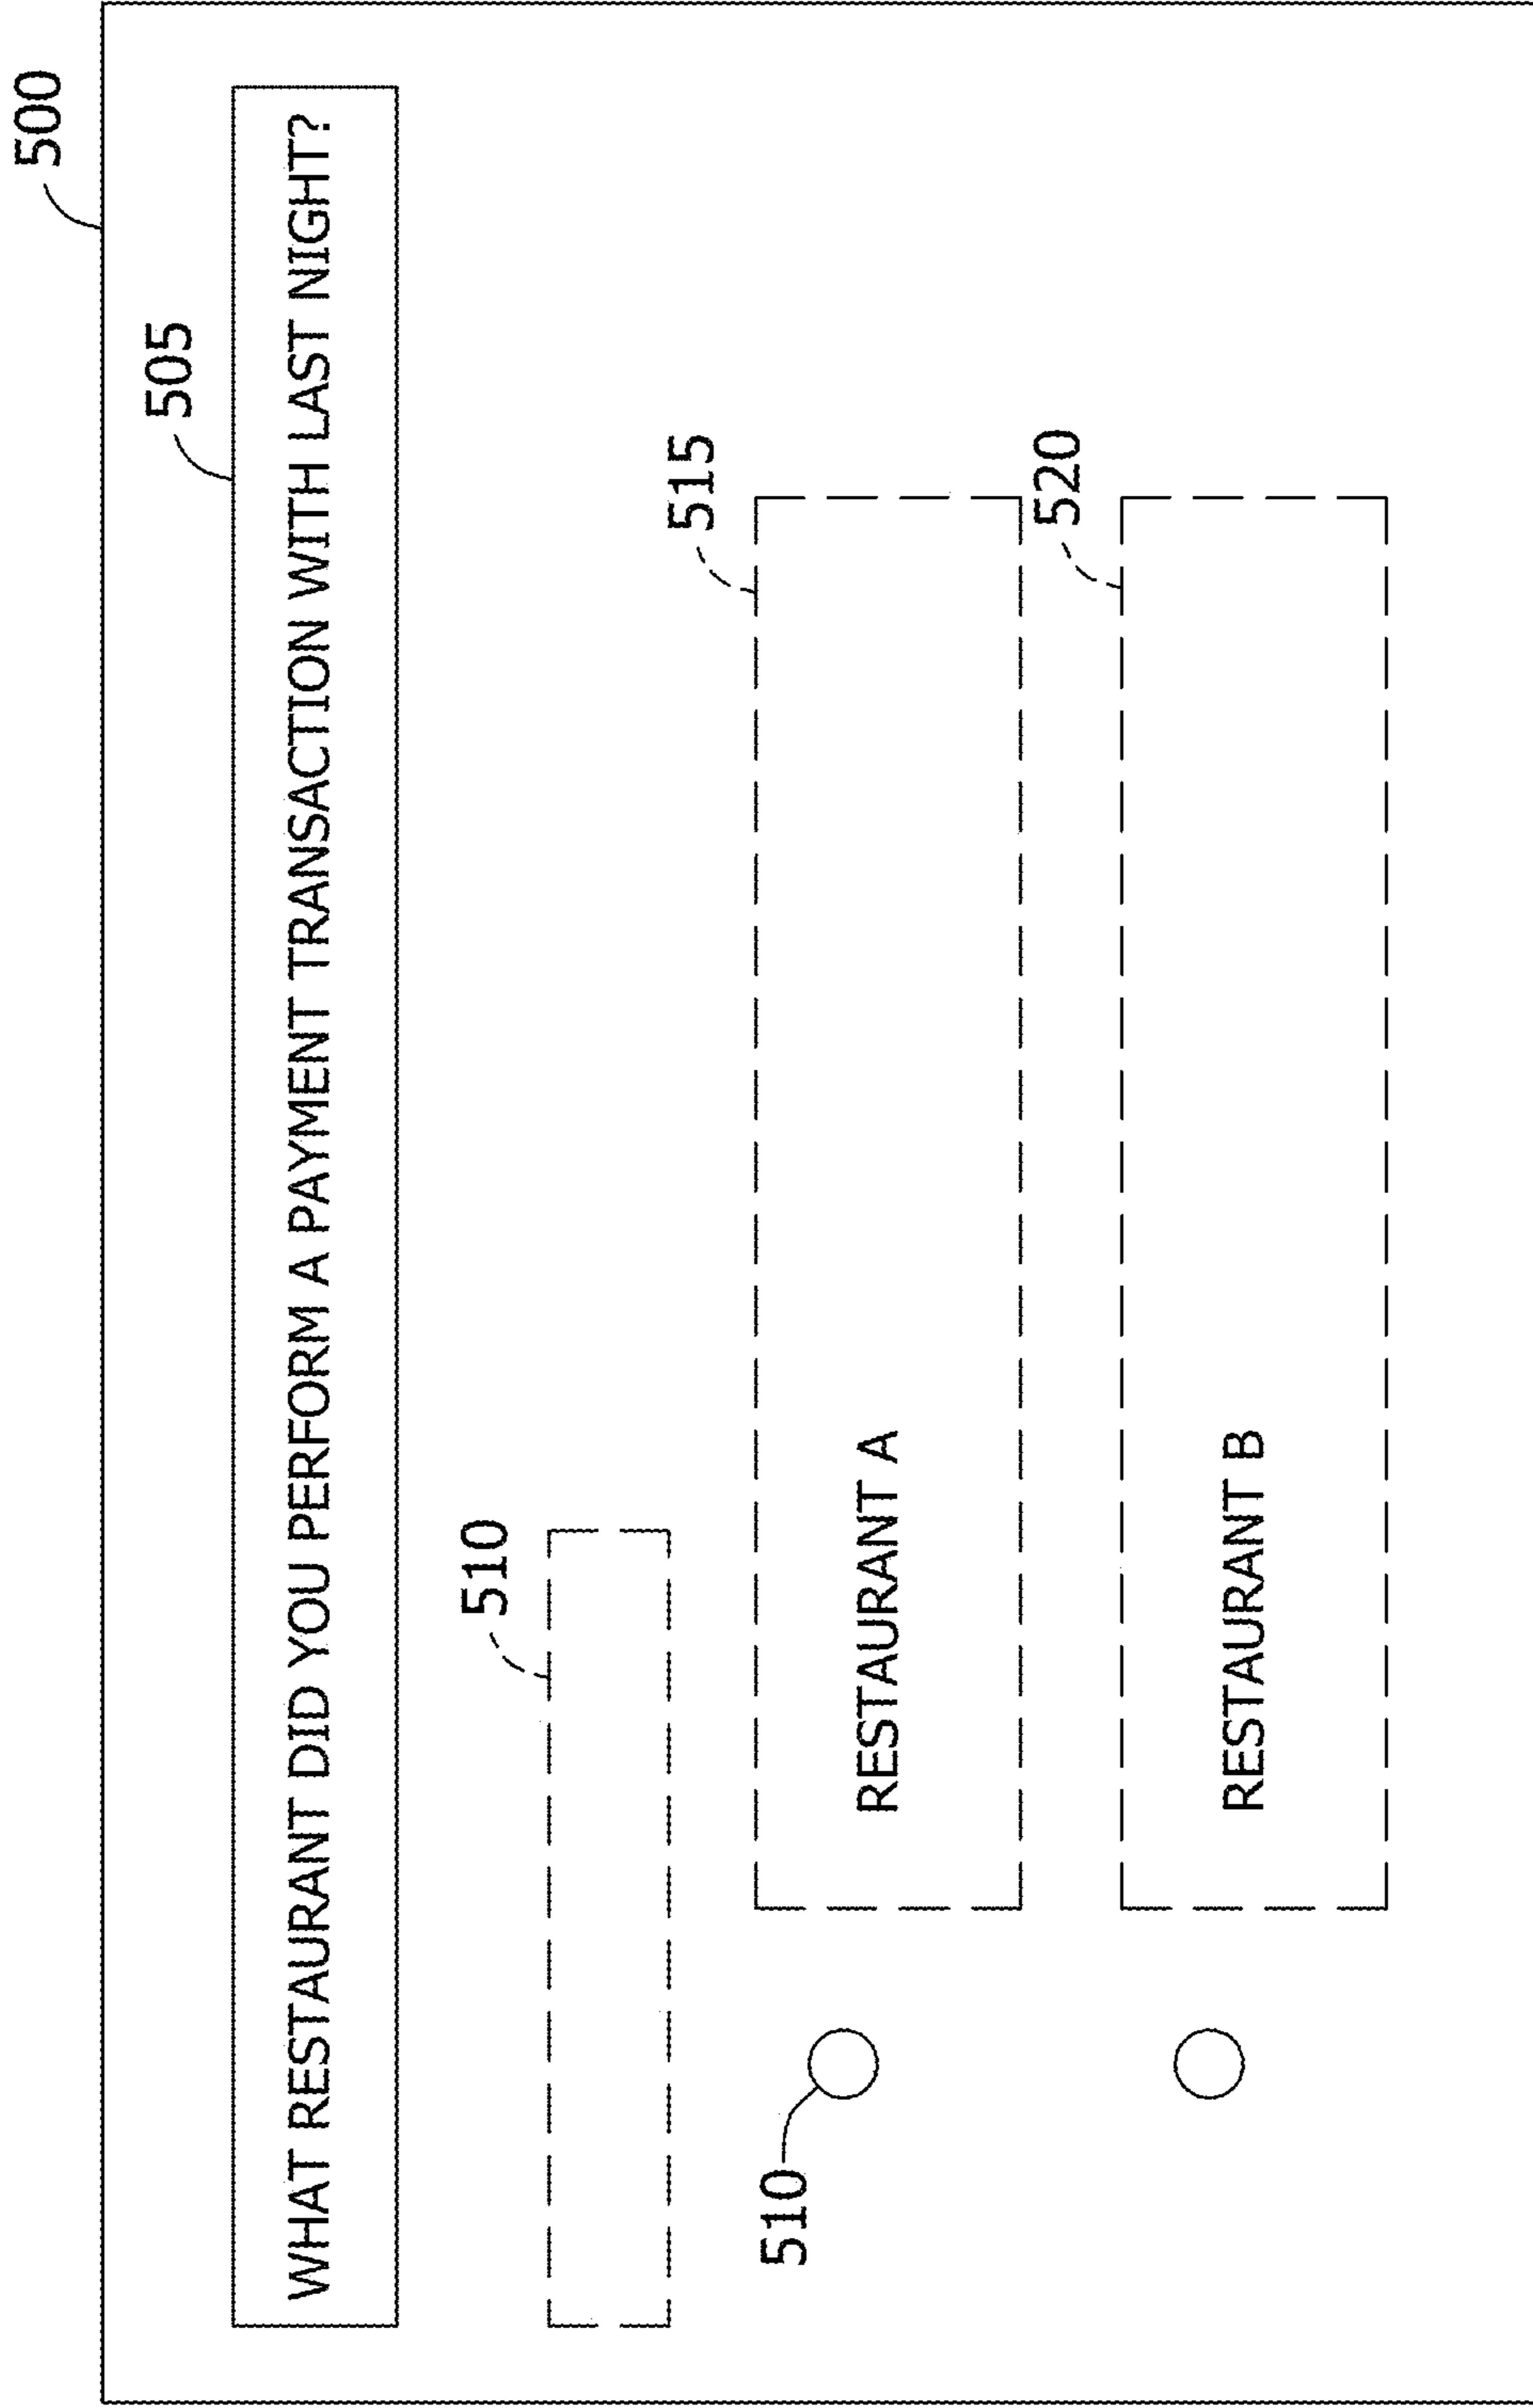 500
505
WHAT RESTAURANT DID YOU PERFORM A PAYMENT TRANSACTION WITH LAST NIGHT?
510
515
510
RESTAURANT A
520
RESTAURANT B